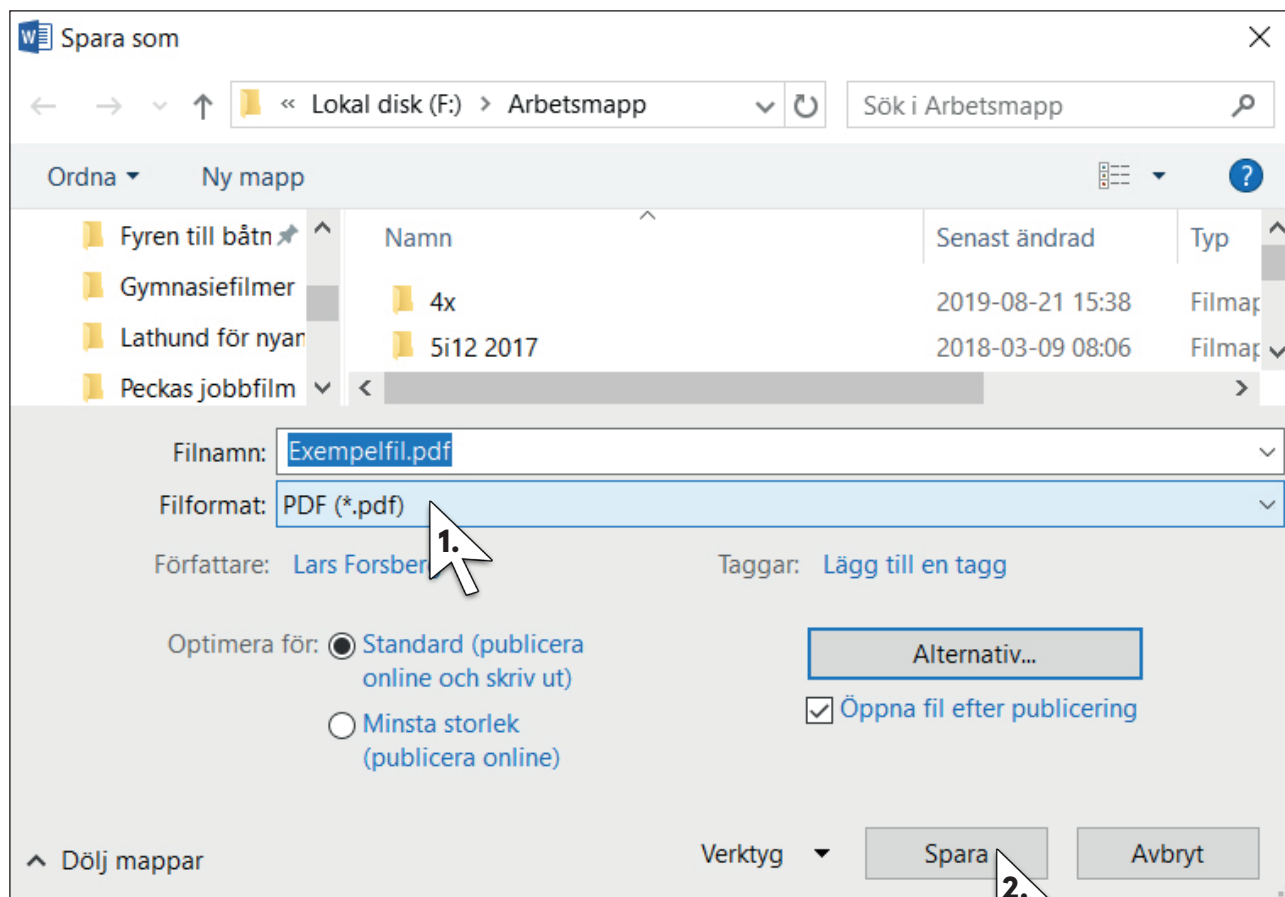 Spara som
« Lokal disk (F:) > Arbetsmapp
Sök i Arbetsmapp
Ordna
Ny mapp
?
Fyren till båtn
Gymnasiefilmer
Lathund för nyan
Peckas jobbfilm
Namn
Senast ändrad
Typ
4x
2019-08-21 15:38
Filmap
5i12 2017
2018-03-09 08:06
Filmap
Filnamn: Exempelfil.pdf
Filformat: PDF (*.pdf)
1.
Författare: Lars Forsber
Taggar: Lägg till en tagg
Optimera för:
Standard (publicera
online och skriv ut)
Minsta storlek
(publicera online)
Alternativ...
Öppna fil efter publicering
Dölj mappar
Verktyg
Spara
2.
Avbryt